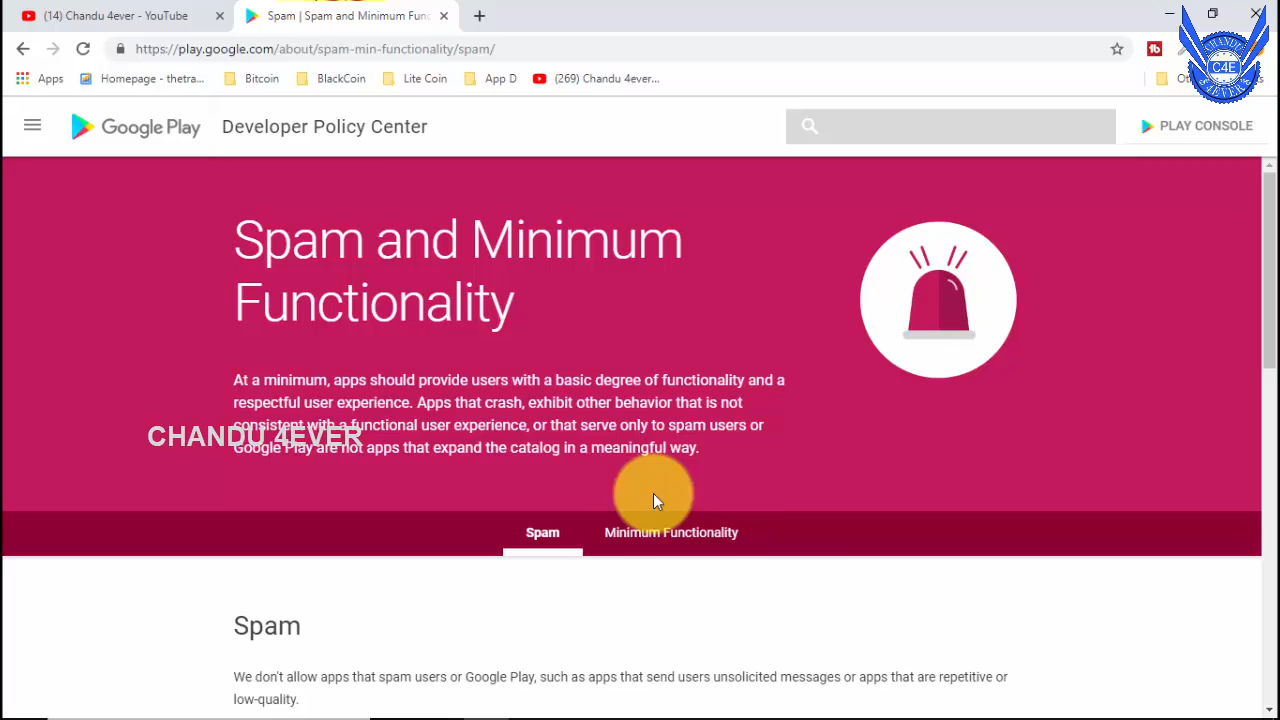 (14) Chandu 4ever - YouTube
Spam | Spam and Minimum Func
https://play.google.com/about/spam-min-functionality/spam/
Apps
Homepage - thetra...
Bitcoin
BlackCoin
Lite Coin
App D
(269) Chandu 4ever...
CHANDU
C4E
4EVER
Google Play
Developer Policy Center
PLAY CONSOLE
Spam and Minimum
Functionality
At a minimum, apps should provide users with a basic degree of functionality and a
respectful user experience. Apps that crash, exhibit other behavior that is not
consistent with a functional user experience, or that serve only to spam users or
Google Play are not apps that expand the catalog in a meaningful way.
CHANDU 4EVER
Spam
Minimum Functionality
Spam
We don't allow apps that spam users or Google Play, such as apps that send users unsolicited messages or apps that are repetitive or
low-quality.